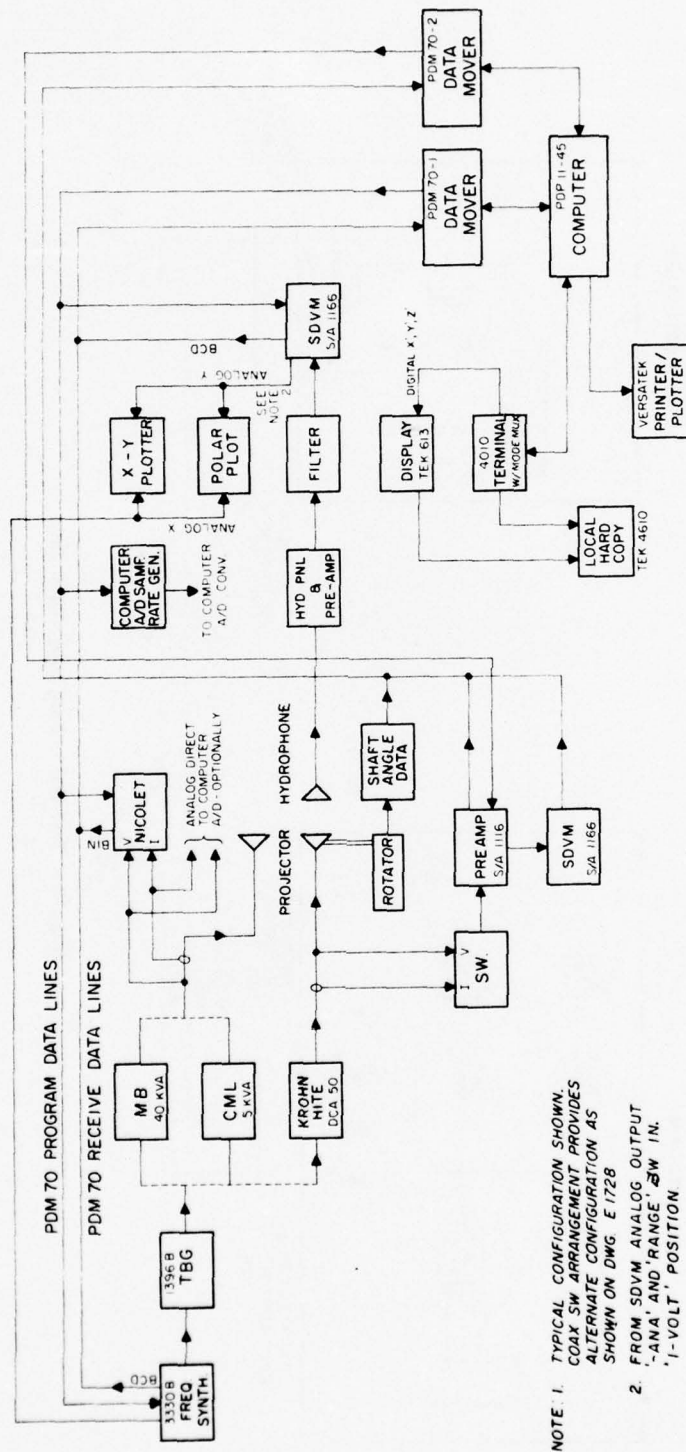 PDM 70 PROGRAM DATA LINES
PDM 70 RECEIVE DATA LINES
3330 B
FREQ
SYNTH.
BCD
1396 B
TBG
MB
40 KVA
CML
5 KVA
KROHN
HITE
DCA 50
BIN
V
NICOLET
I
ANALOG DIRECT
TO COMPUTER
A/D - OPTIONALLY
PROJECTOR
HYDROPHONE
ROTATOR
SHAFT
ANGLE
DATA
I V
SW.
PREAMP
S/A 1116
SDVM
S/A 1166
COMPUTER
A/D SAMP.
RATE GEN.
TO COMPUTER
A/D CONV.
X - Y
PLOTTER
POLAR
PLOT
ANALOG X
ANALOG Y
SEE
NOTE
2
BCD
HYD PNL
&
PRE-AMP
FILTER
SDVM
S/A 1166
DIGITAL X', Y', Z'
DISPLAY
TEK 613
4010
TERMINAL
W/MODE MUX
LOCAL
HARD
COPY
TEK 4610
PDM 70-1
DATA
MOVER
PDM 70-2
DATA
MOVER
PDP 11-45
COMPUTER
VERSATEK
PRINTER/
PLOTTER
NOTE: 1. TYPICAL CONFIGURATION SHOWN.
COAX SW ARRANGEMENT PROVIDES
ALTERNATE CONFIGURATION AS
SHOWN ON DWG. E 1728
2. FROM SDVM ANALOG OUTPUT
'-ANA' AND 'RANGE' SW IN.
'1-VOLT' POSITION.